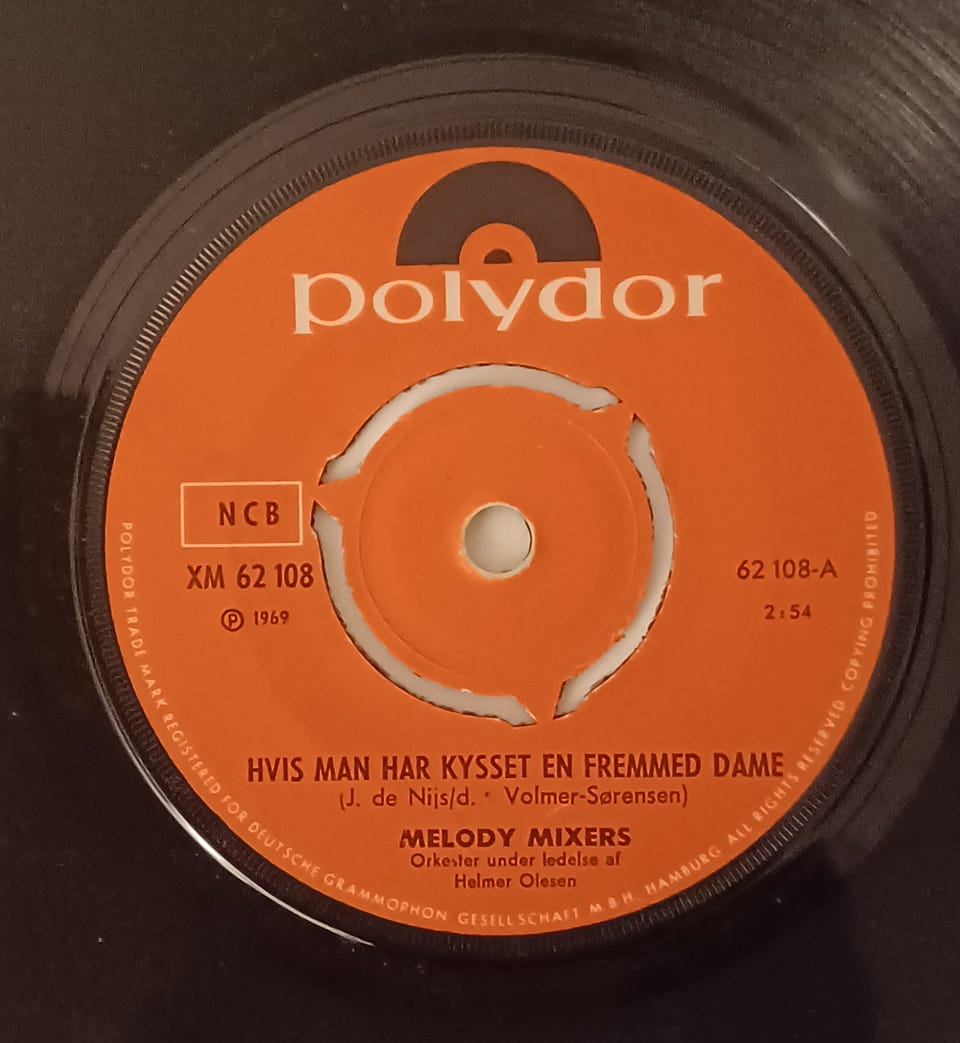 polydor
NCB
XM 62 108
Ⓟ 1969
62 108-A
2:54
HVIS MAN HAR KYSSET EN FREMMED DAME
(J. de Nijs/d. · Volmer-Sørensen)
MELODY MIXERS
Orkester under ledelse af
Helmer Olesen
POLYDOR TRADE MARK REGISTERED FOR DEUTSCHE GRAMMOPHON GESELLSCHAFT M.B.H. HAMBURG ALL RIGHTS RESERVED COPYING PROHIBITED